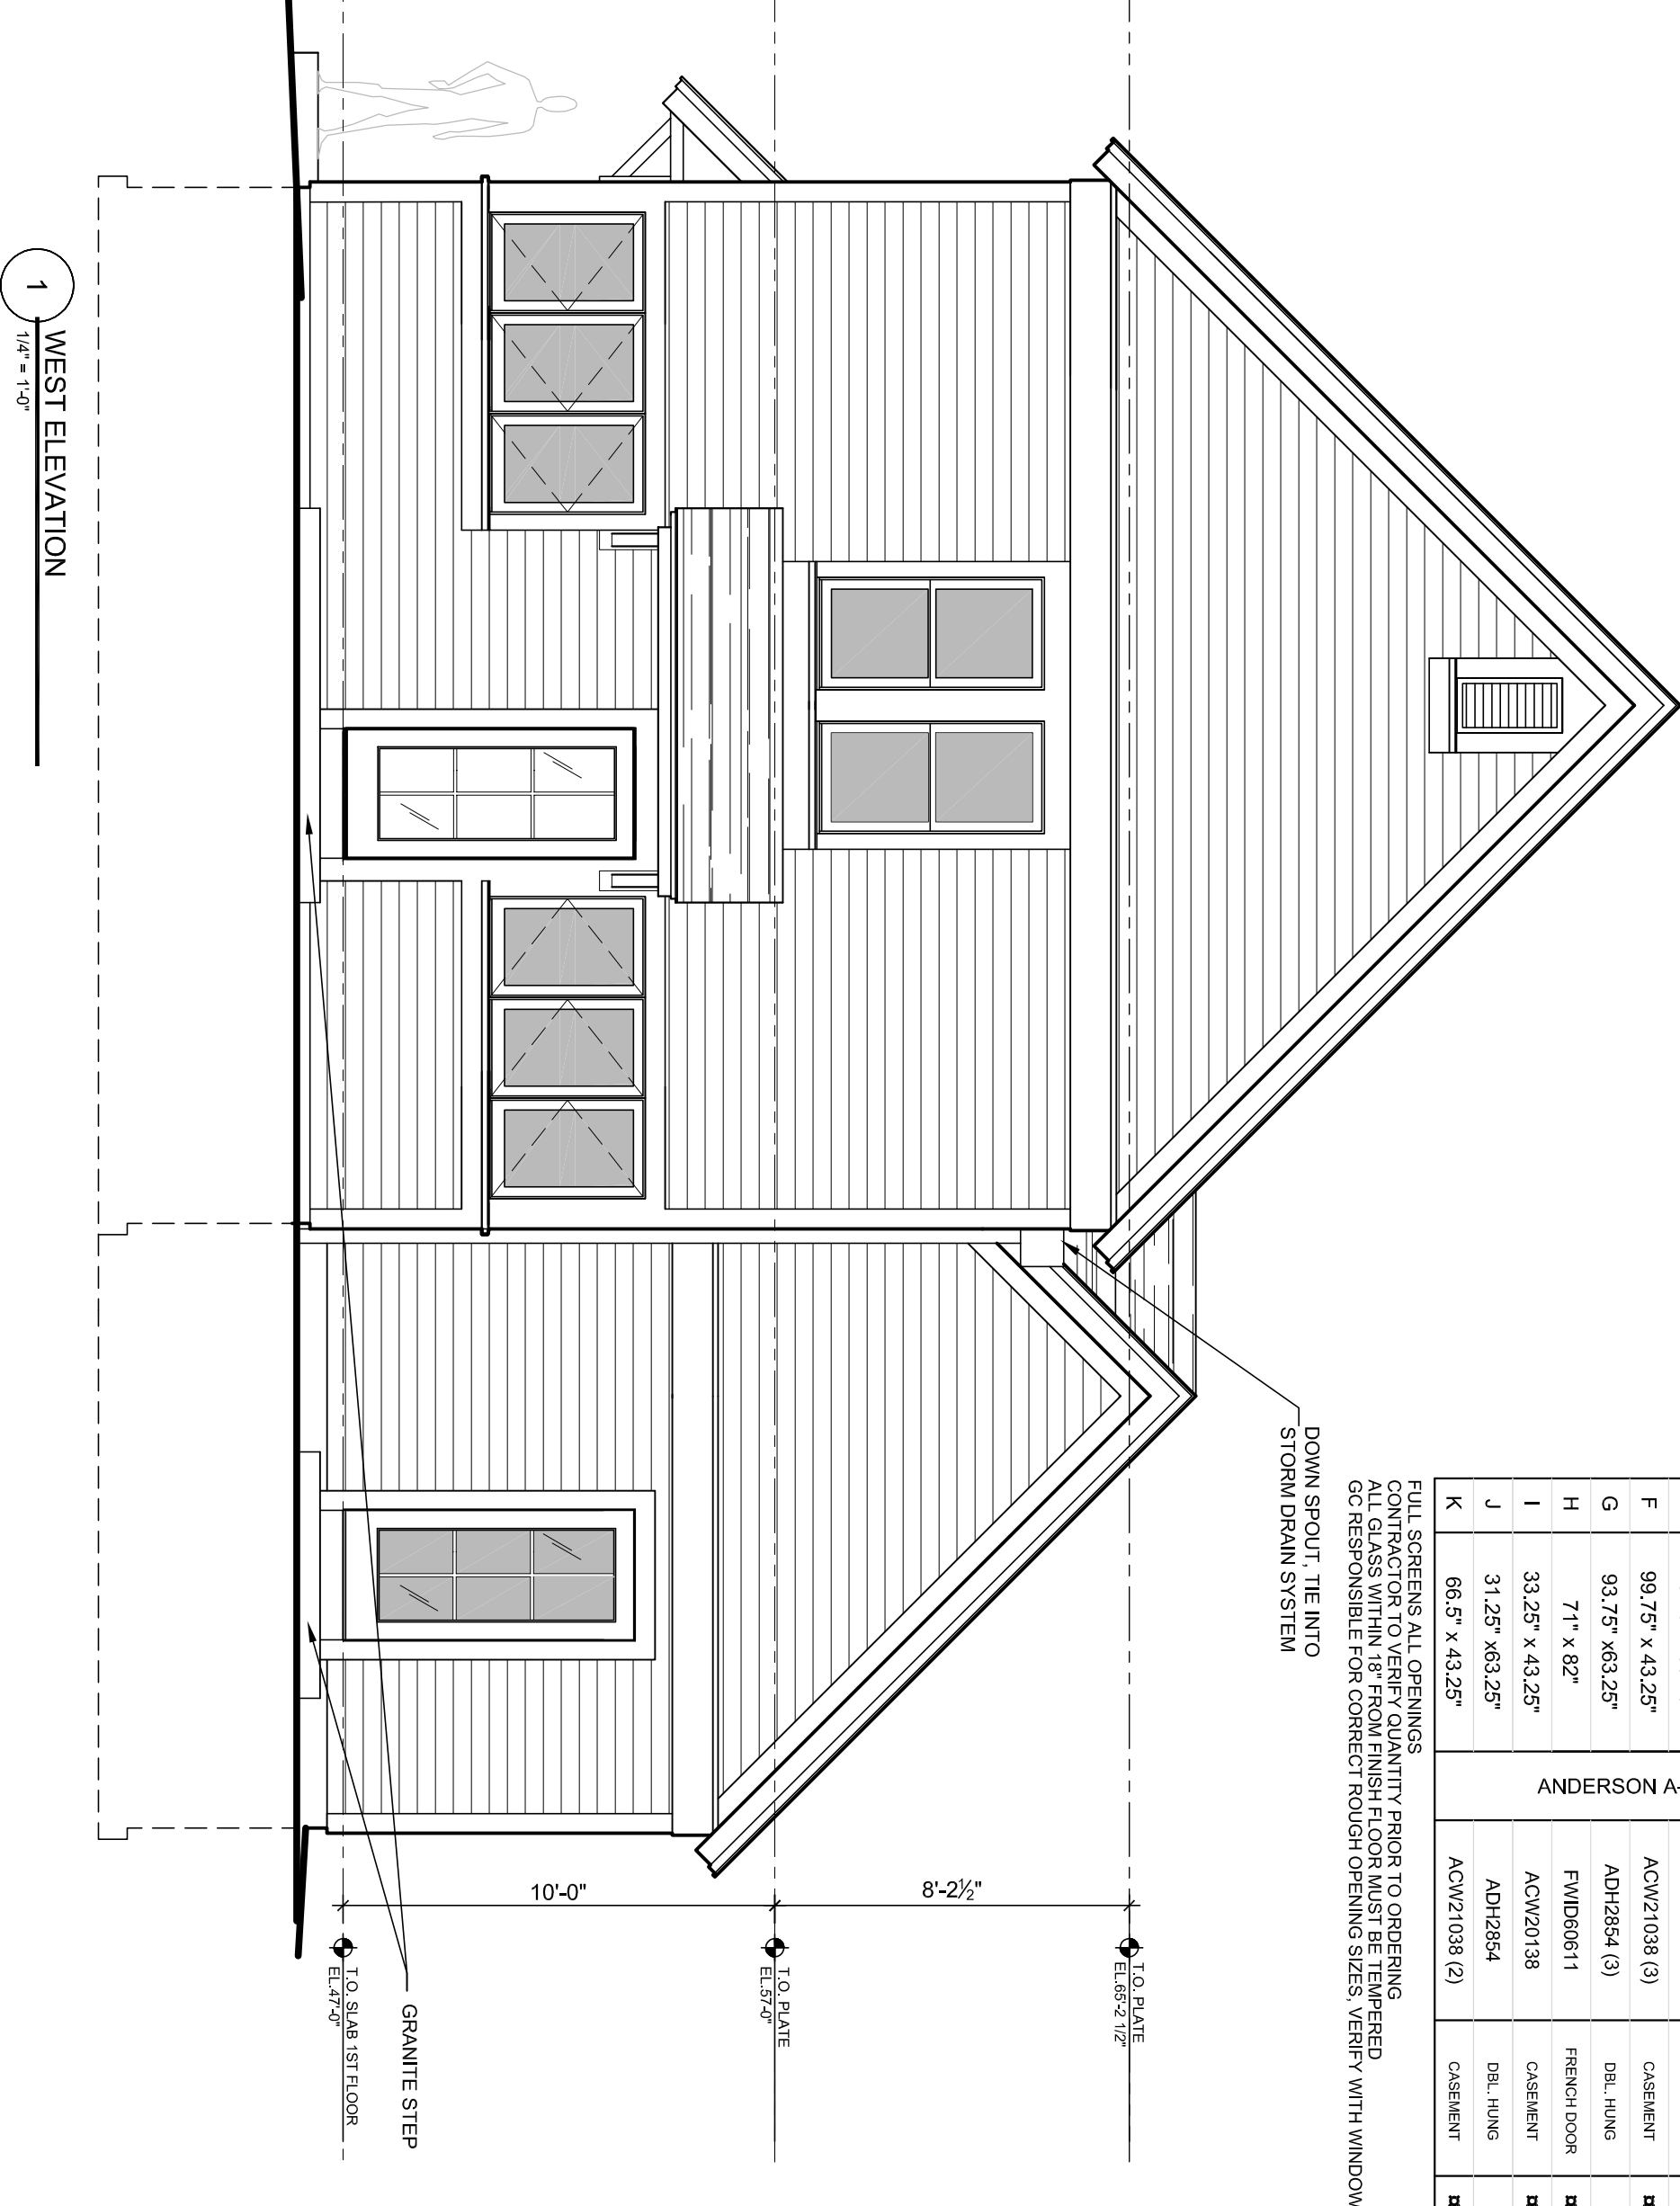 F 99.75" x 43.25" ACW21038 (3) CASEMENT
G 93.75" x63.25" ADH2854 (3) DBL. HUNG
H 71" x 82" FWID60611 FRENCH DOOR
I 33.25" x 43.25" ACW20138 CASEMENT
J 31.25" x63.25" ADH2854 DBL. HUNG
K 66.5" x 43.25" ACW21038 (2) CASEMENT
ANDERSON A-
FULL SCREENS ALL OPENINGS
CONTRACTOR TO VERIFY QUANTITY PRIOR TO ORDERING
ALL GLASS WITHIN 18" FROM FINISH FLOOR MUST BE TEMPERED
GC RESPONSIBLE FOR CORRECT ROUGH OPENING SIZES, VERIFY WITH WINDOW
DOWN SPOUT, TIE INTO
STORM DRAIN SYSTEM
T.O. PLATE
EL.65'-2 1/2"
8'-2½"
T.O. PLATE
EL.57-0"
10'-0"
T.O. SLAB 1ST FLOOR
EL.47'-0"
GRANITE STEP
1
WEST ELEVATION
1/4" = 1'-0"